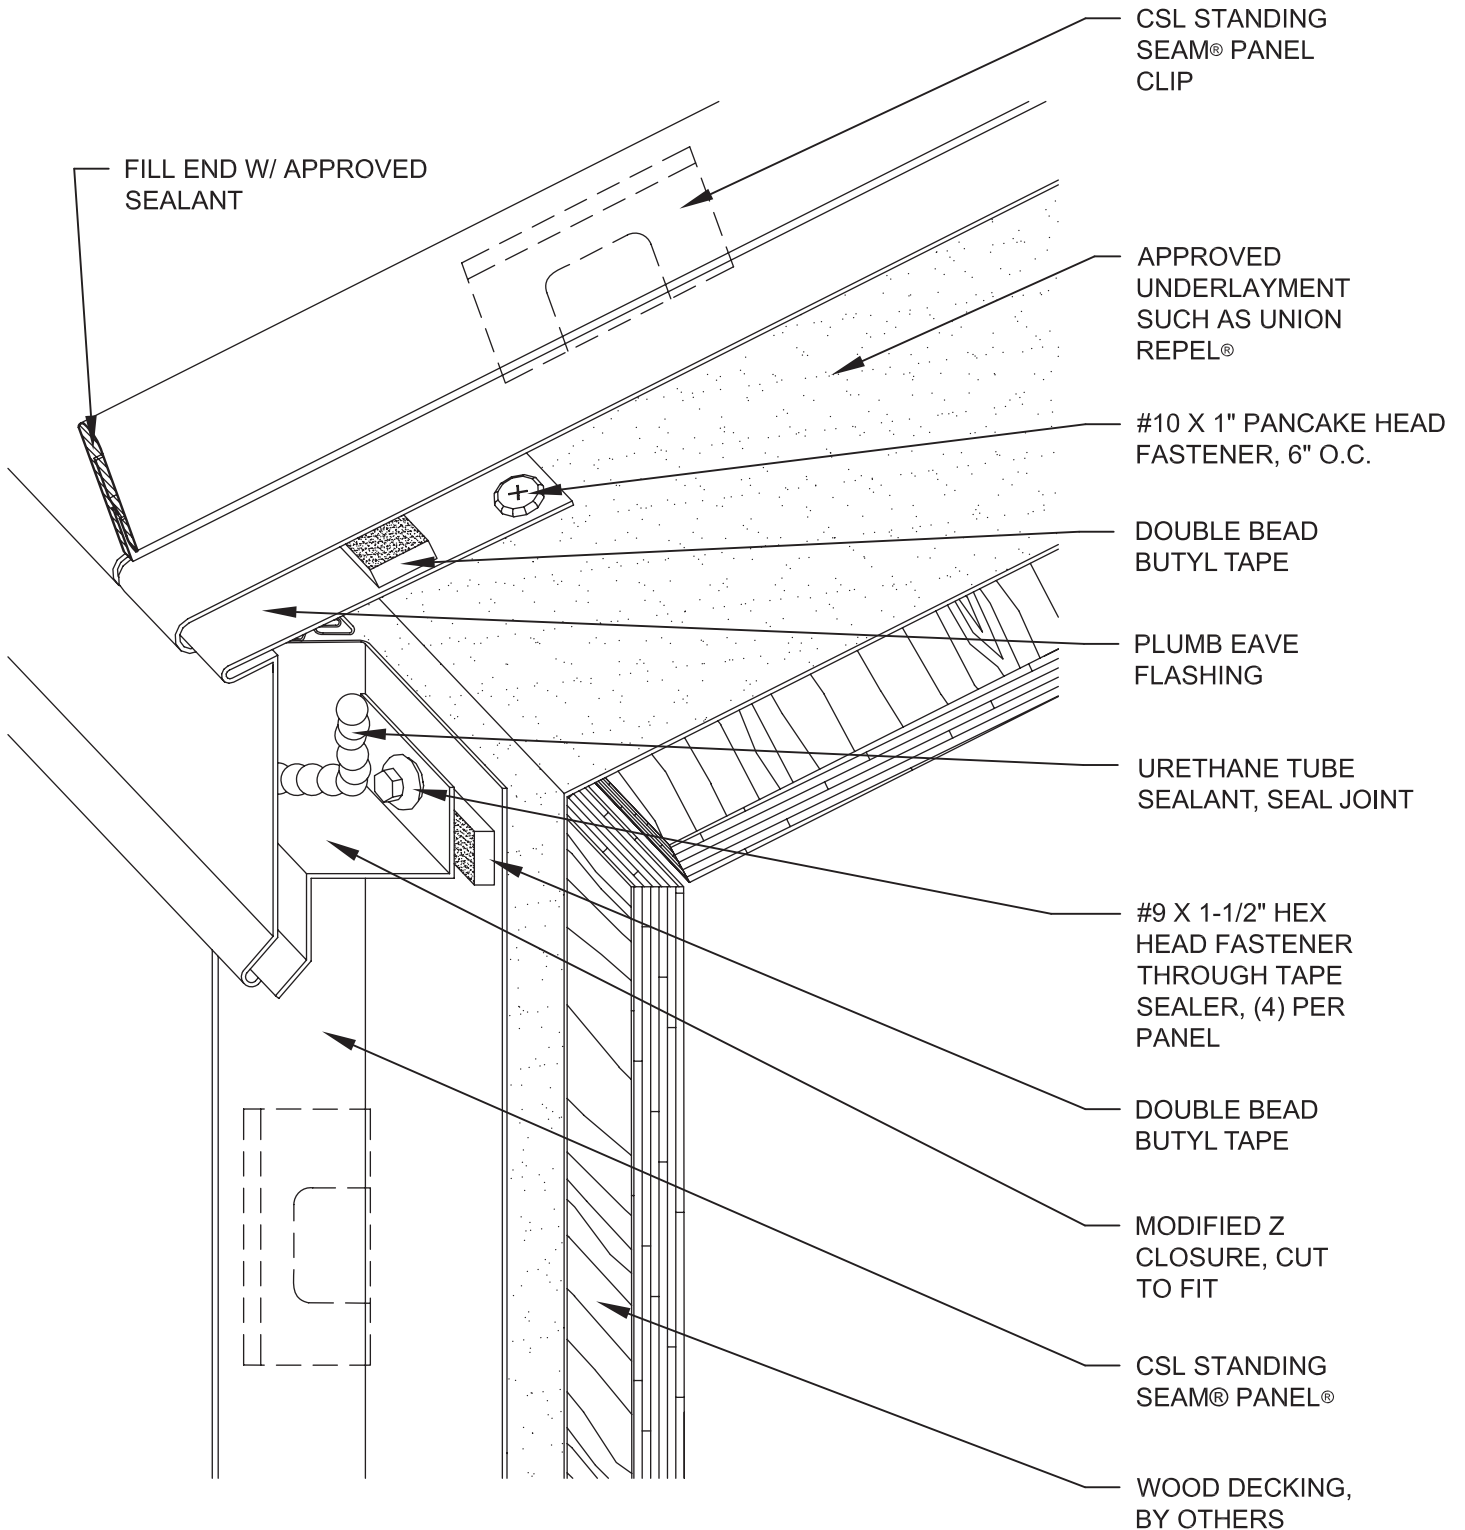 CSL STANDING
SEAM® PANEL
CLIP
FILL END W/ APPROVED
SEALANT
APPROVED
UNDERLAYMENT
SUCH AS UNION
REPEL®
#10 X 1" PANCAKE HEAD
FASTENER, 6" O.C.
DOUBLE BEAD
BUTYL TAPE
PLUMB EAVE
FLASHING
URETHANE TUBE
SEALANT, SEAL JOINT
#9 X 1-1/2" HEX
HEAD FASTENER
THROUGH TAPE
SEALER, (4) PER
PANEL
DOUBLE BEAD
BUTYL TAPE
MODIFIED Z
CLOSURE, CUT
TO FIT
CSL STANDING
SEAM® PANEL®
WOOD DECKING,
BY OTHERS